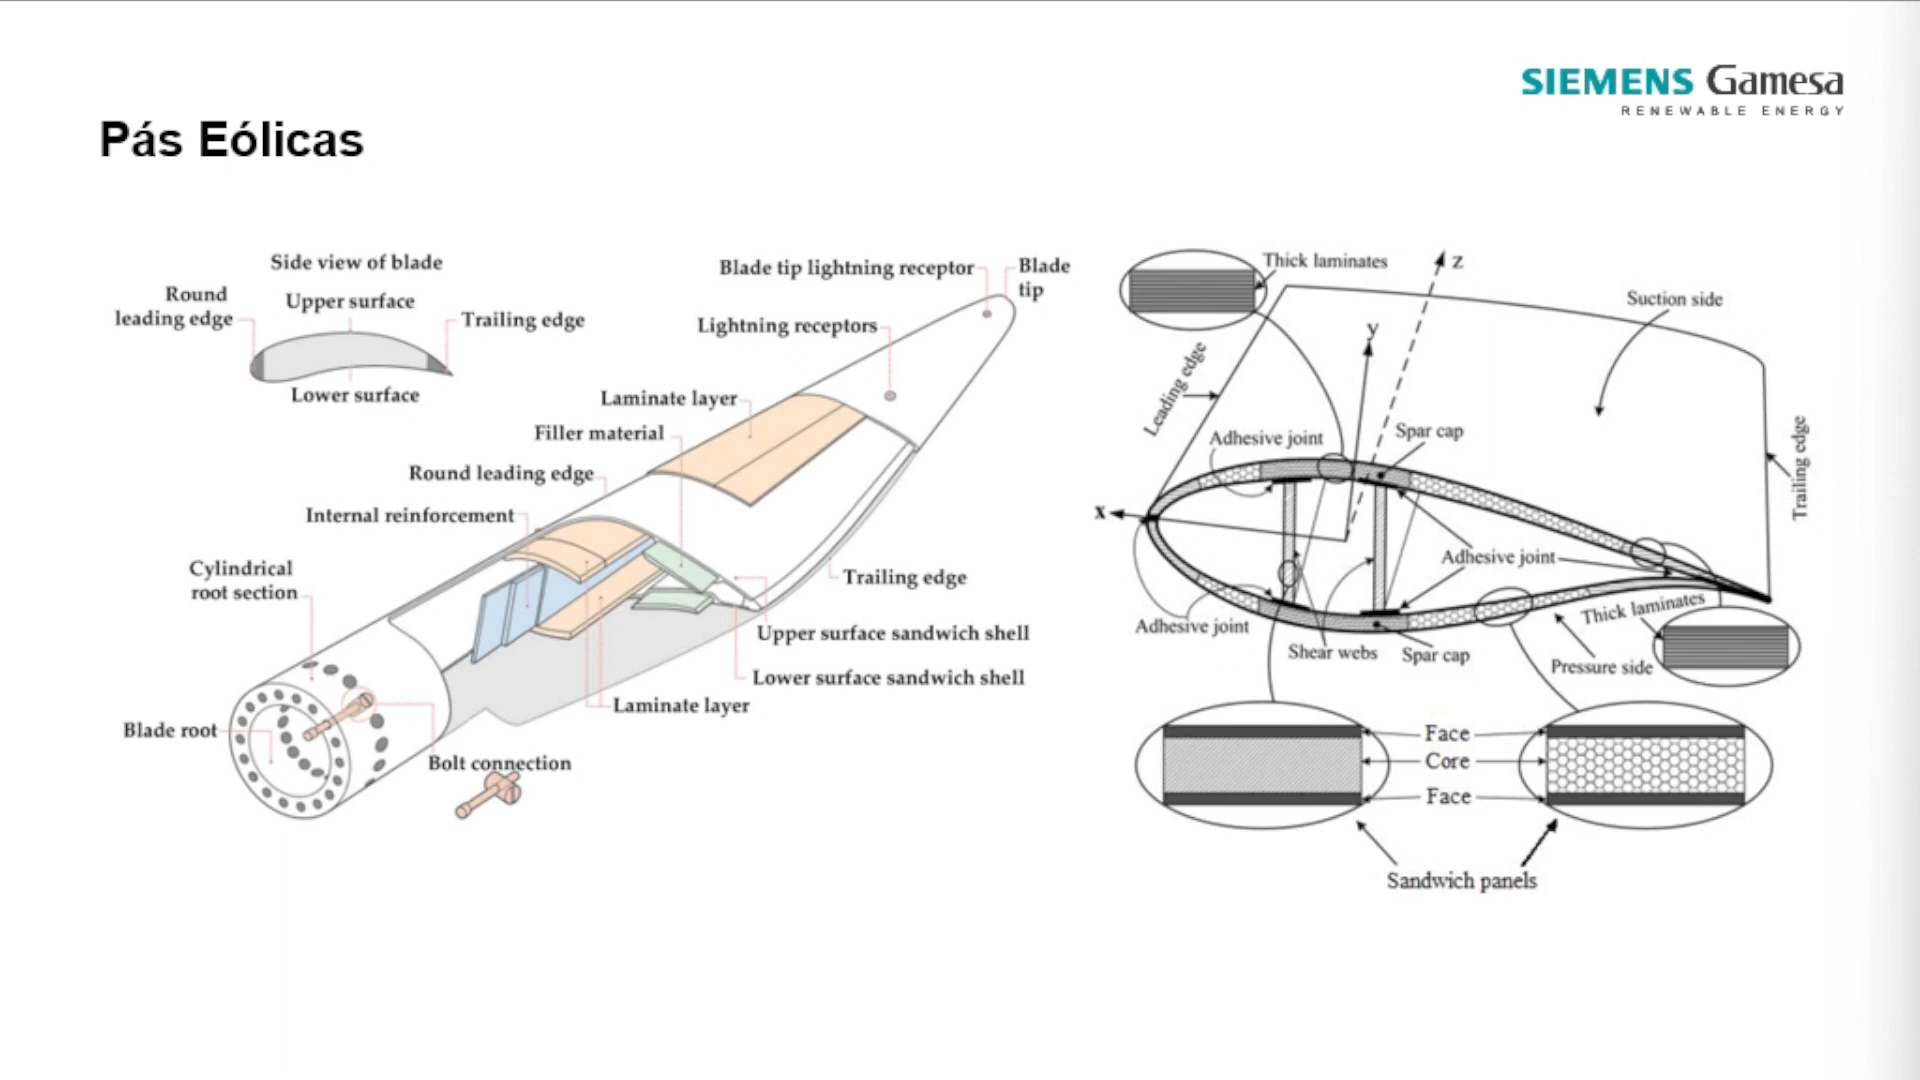 SIEMENS Gamesa
RENEWABLE ENERGY
Pás Eólicas
Side view of blade
Round
leading edge
Upper surface
Trailing edge
Lower surface
Blade tip lightning receptor
Blade
tip
Lightning receptors
Laminate layer
Filler material
Round leading edge
Internal reinforcement
Cylindrical
root section
Trailing edge
Upper surface sandwich shell
Lower surface sandwich shell
Laminate layer
Blade root
Bolt connection
Thick laminates
z
Suction side
y
Leading edge
Adhesive joint
Spar cap
Trailing edge
x
Adhesive joint
Adhesive joint
Thick laminates
Shear webs
Spar cap
Pressure side
Face
Core
Face
Sandwich panels